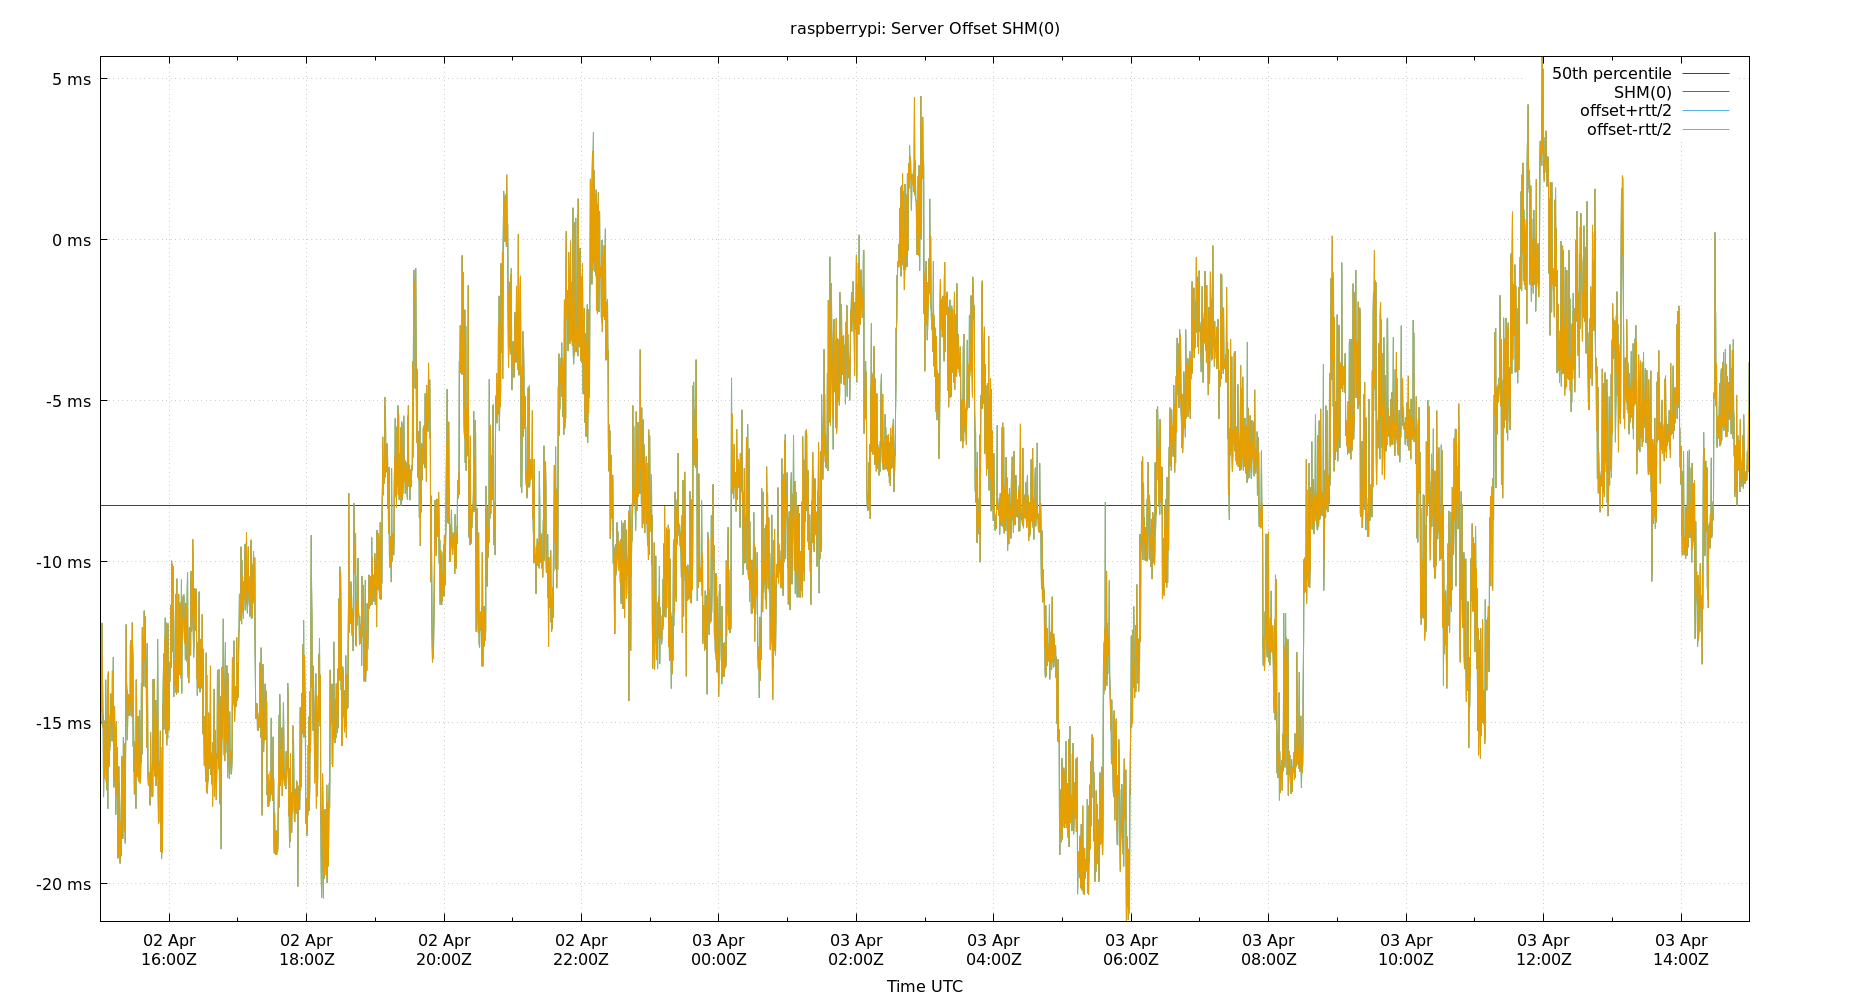 raspberrypi: Server Offset SHM(0)
5 ms
0 ms
-5 ms
-10 ms
-15 ms
-20 ms
50th percentile
SHM(0)
offset+rtt/2
offset-rtt/2
02 Apr
16:00Z
02 Apr
18:00Z
02 Apr
20:00Z
02 Apr
22:00Z
03 Apr
00:00Z
03 Apr
02:00Z
03 Apr
04:00Z
03 Apr
06:00Z
03 Apr
08:00Z
03 Apr
10:00Z
03 Apr
12:00Z
03 Apr
14:00Z
Time UTC